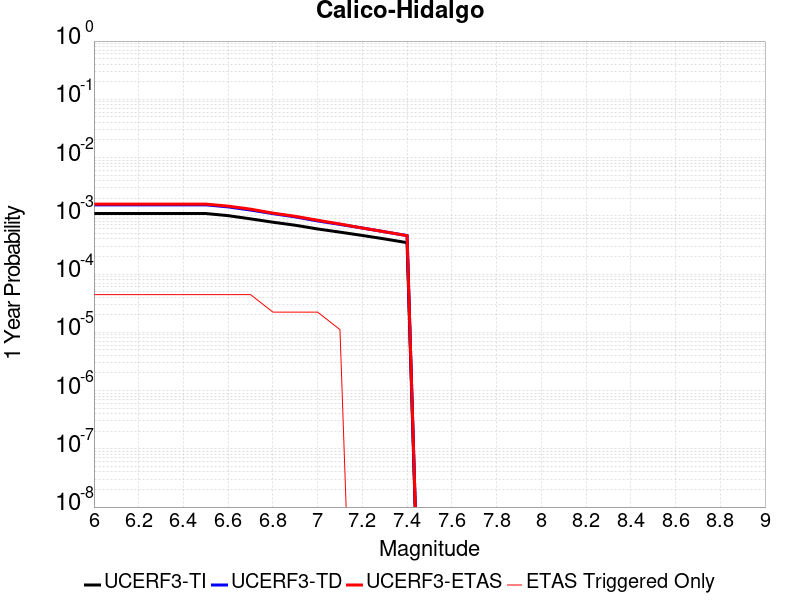 Calico-Hidalgo
1 Year Probability
10^0
10^-1
10^-2
10^-3
10^-4
10^-5
10^-6
10^-7
10^-8
6 6.2 6.4 6.6 6.8 7 7.2 7.4 7.6 7.8 8 8.2 8.4 8.6 8.8 9
Magnitude
UCERF3-TI UCERF3-TD UCERF3-ETAS ETAS Triggered Only